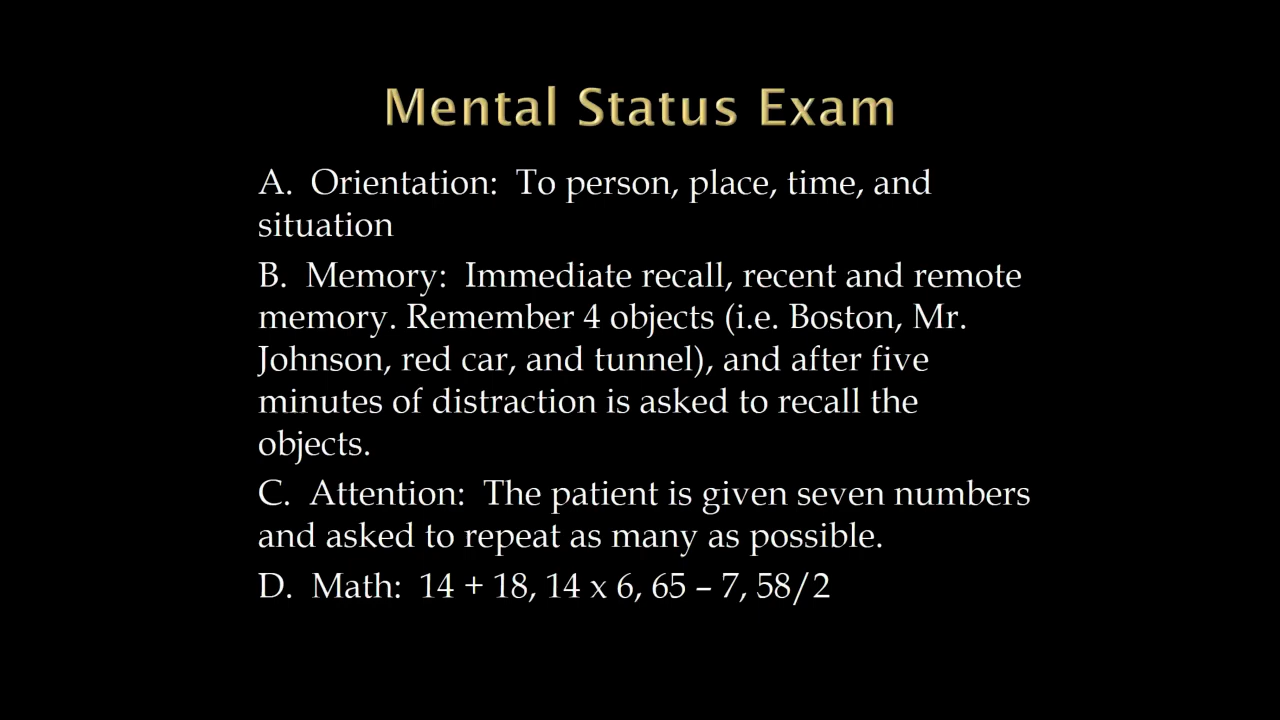 Mental Status Exam
A. Orientation: To person, place, time, and
situation
B. Memory: Immediate recall, recent and remote
memory. Remember 4 objects (i.e. Boston, Mr.
Johnson, red car, and tunnel), and after five
minutes of distraction is asked to recall the
objects.
C. Attention: The patient is given seven numbers
and asked to repeat as many as possible.
D. Math: 14 + 18, 14 x 6, 65 – 7, 58/2